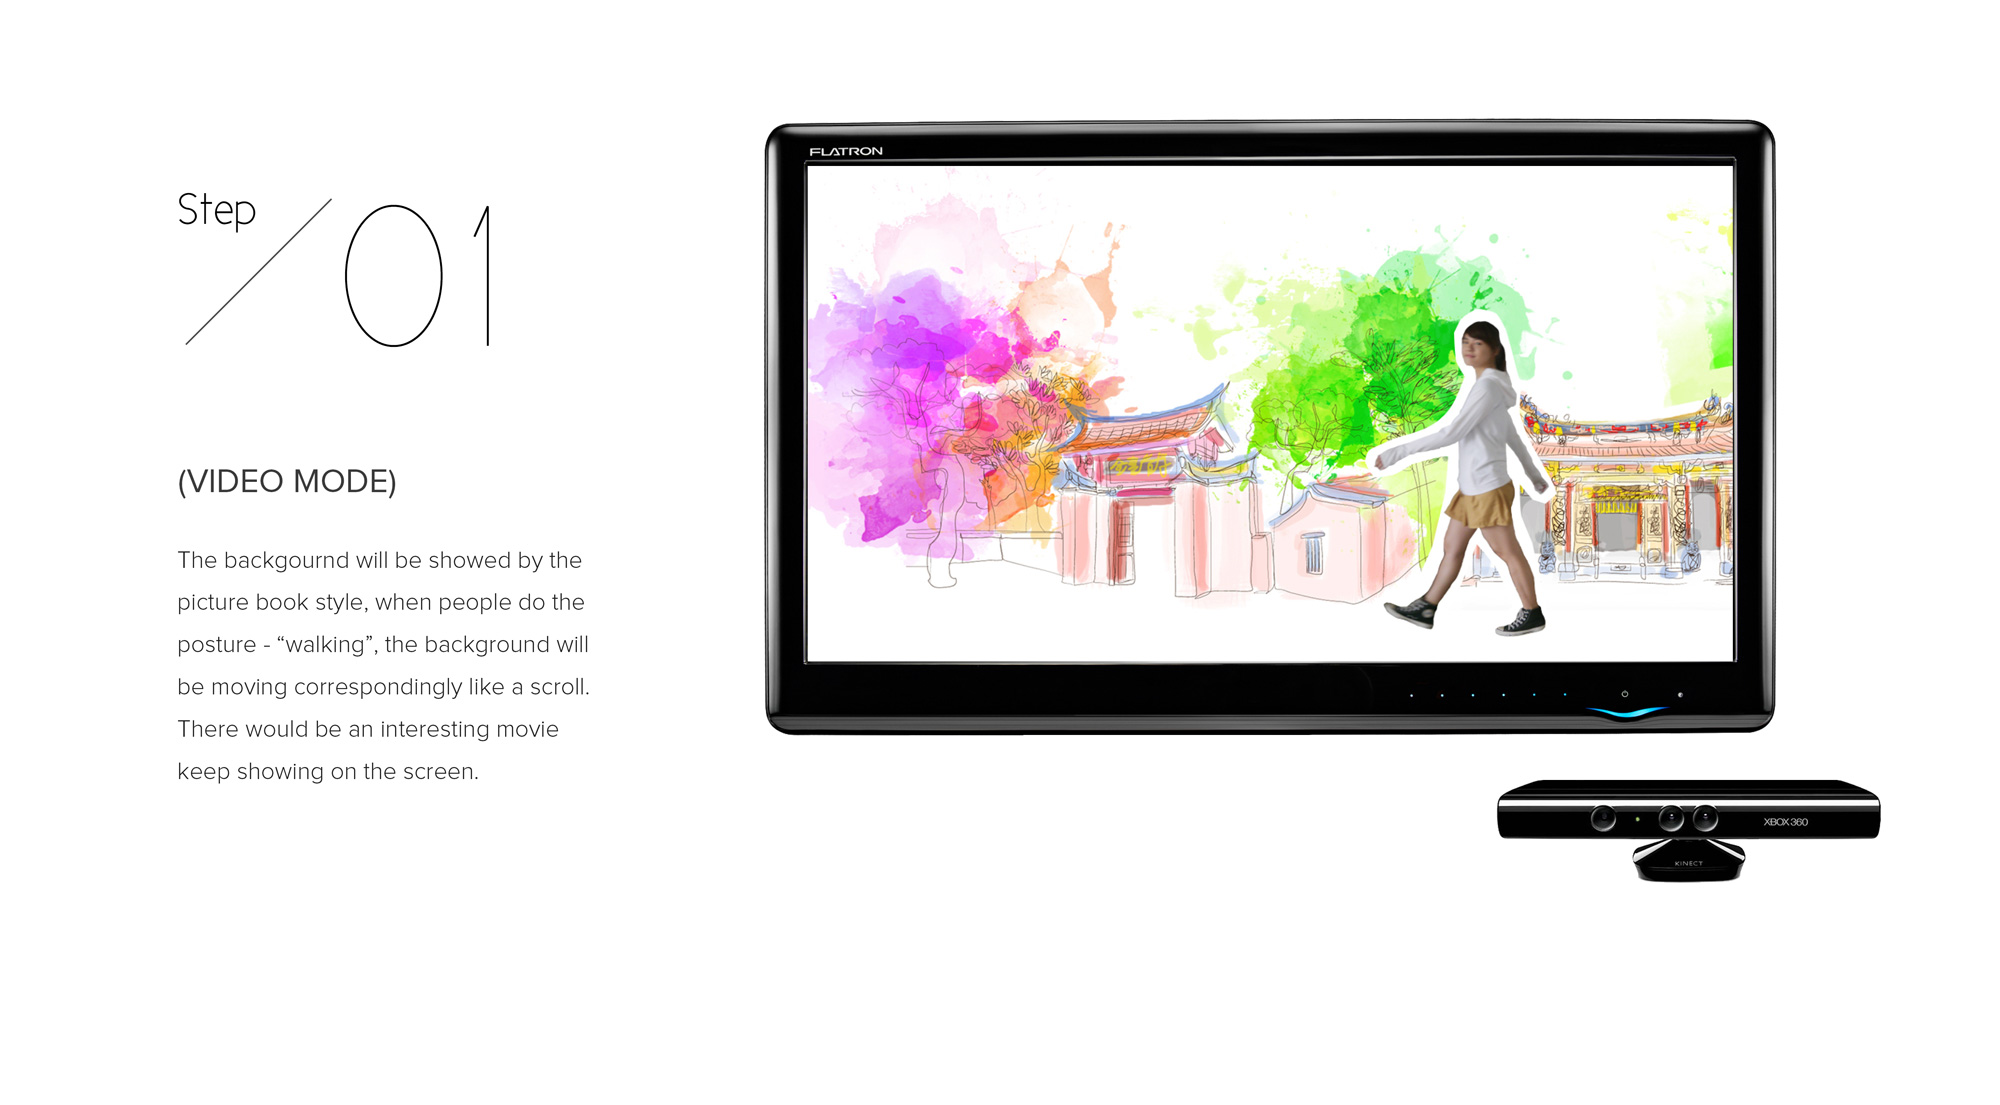 Step
01
(VIDEO MODE)
The backgournd will be showed by the
picture book style, when people do the
posture - “walking”, the background will
be moving correspondingly like a scroll.
There would be an interesting movie
keep showing on the screen.
FLATRON
XBOX 360
KINECT